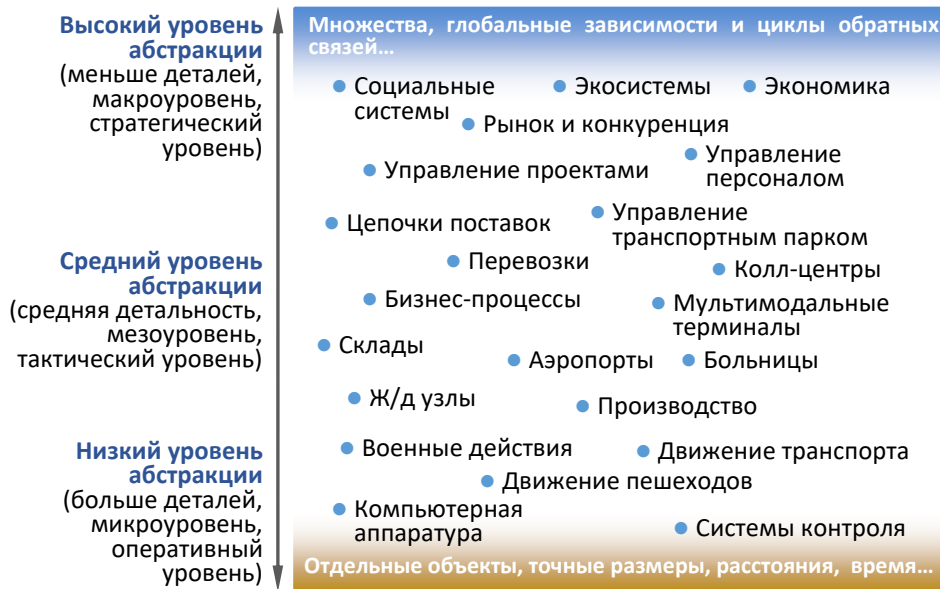 Высокий уровень
абстракции
(меньше деталей,
макроуровень,
стратегический
уровень)
Средний уровень
абстракции
(средняя детальность,
мезоуровень,
тактический уровень)
Низкий уровень
абстракции
(больше деталей,
микроуровень,
оперативный
уровень)
Множества, глобальные зависимости и циклы обратных
связей…
Социальные
системы
Экосистемы
Экономика
Рынок и конкуренция
Управление проектами
Управление
персоналом
Цепочки поставок
Управление
транспортным парком
Перевозки
Колл-центры
Бизнес-процессы
Мультимодальные
терминалы
Склады
Аэропорты
Больницы
Ж/д узлы
Производство
Военные действия
Движение транспорта
Движение пешеходов
Компьютерная
аппаратура
Системы контроля
Отдельные объекты, точные размеры, расстояния, время…